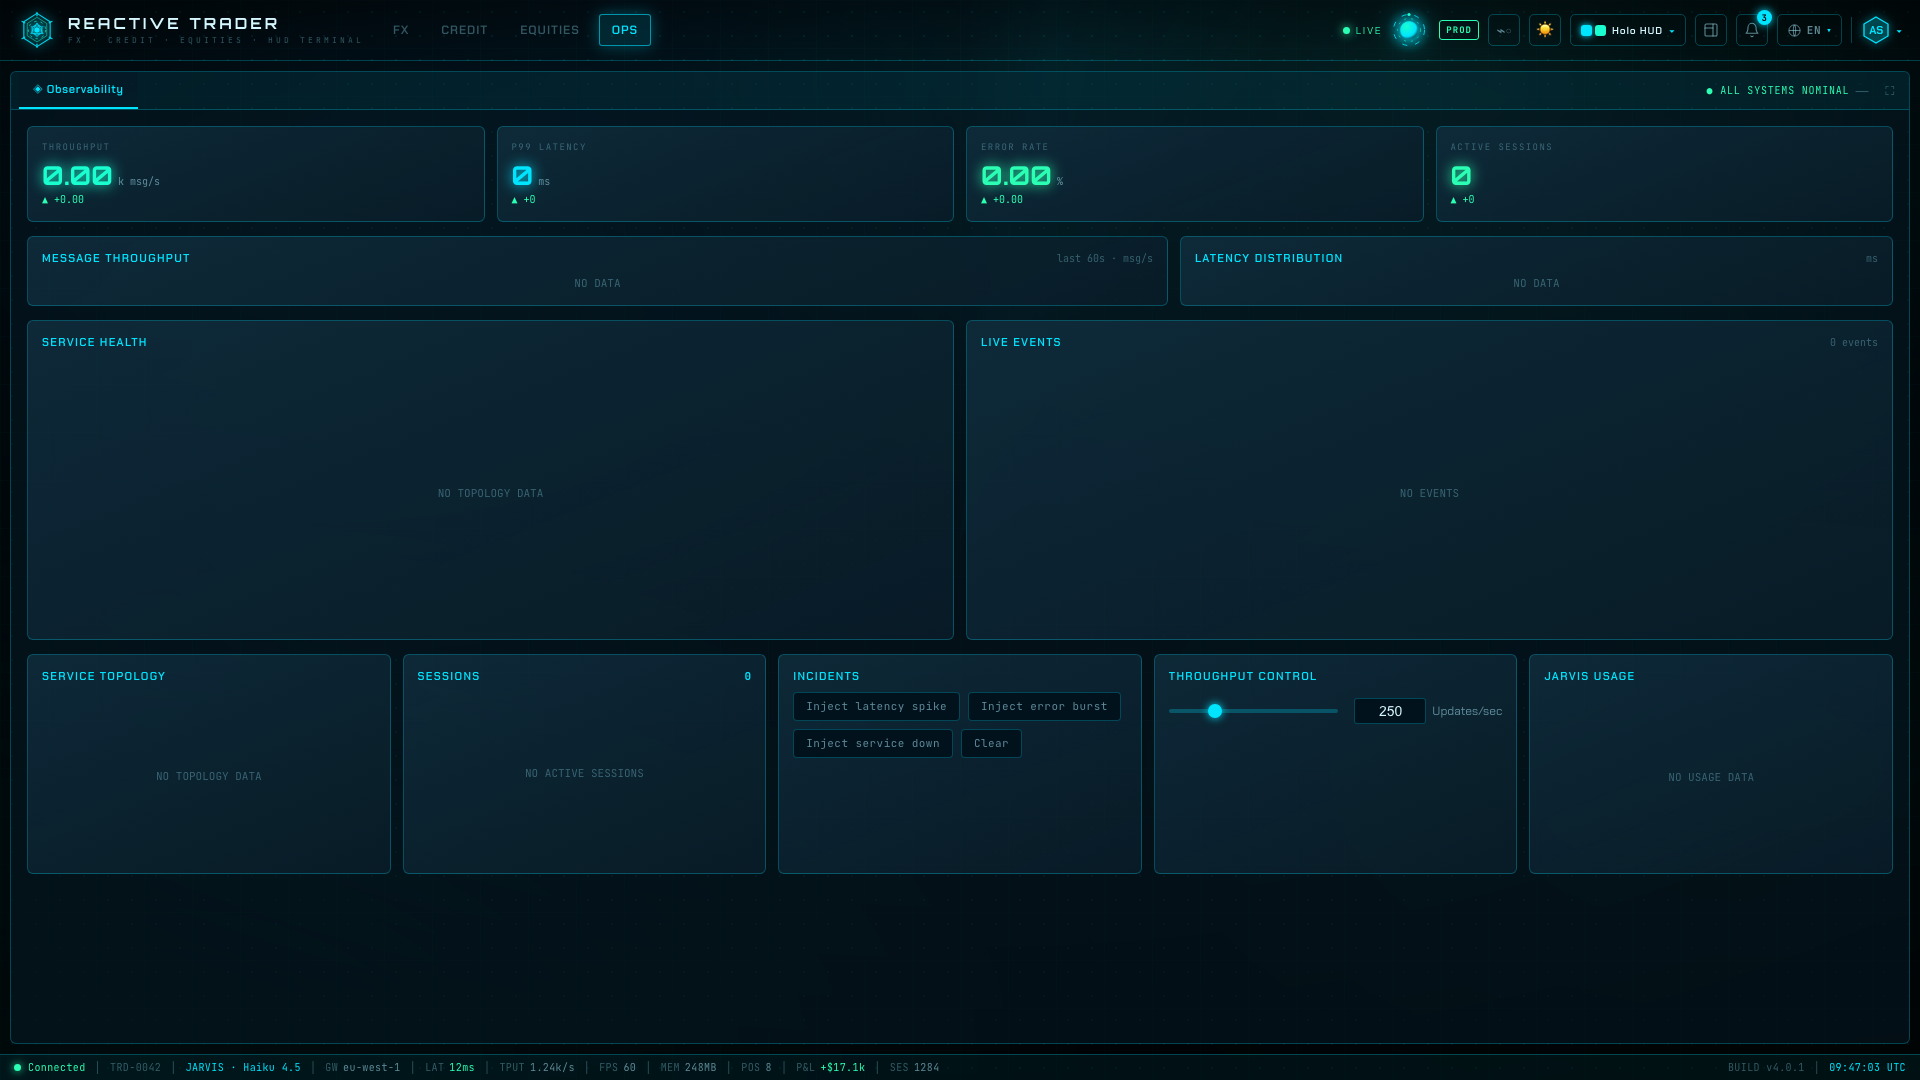 REACTIVE TRADER
FX · CREDIT · EQUITIES · HUD TERMINAL
FX CREDIT EQUITIES OPS
LIVE PROD Holo HUD 3 EN AS
Observability
ALL SYSTEMS NOMINAL
THROUGHPUT
0.00 k msg/s
▲ +0.00
P99 LATENCY
0 ms
▲ +0
ERROR RATE
0.00 %
▲ +0.00
ACTIVE SESSIONS
0
▲ +0
MESSAGE THROUGHPUT last 60s · msg/s
NO DATA
LATENCY DISTRIBUTION ms
NO DATA
SERVICE HEALTH
NO TOPOLOGY DATA
LIVE EVENTS 0 events
NO EVENTS
SERVICE TOPOLOGY
NO TOPOLOGY DATA
SESSIONS 0
NO ACTIVE SESSIONS
INCIDENTS
Inject latency spike Inject error burst
Inject service down Clear
THROUGHPUT CONTROL
250 Updates/sec
JARVIS USAGE
NO USAGE DATA
Connected TRD-0042 JARVIS · Haiku 4.5 GW eu-west-1 LAT 12ms TPUT 1.24k/s FPS 60 MEM 248MB POS 8 P&L +$17.1k SES 1284 BUILD v4.0.1 09:47:03 UTC